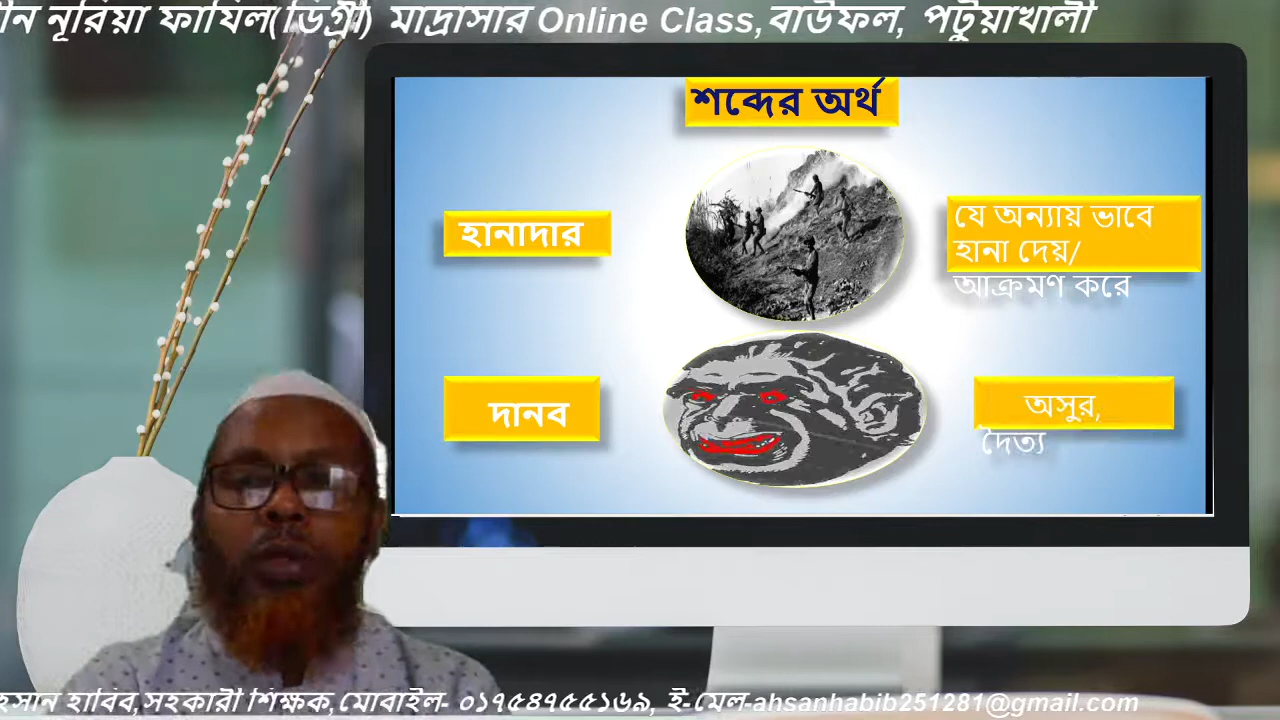 নূরিয়া ফাযিল(ডিগ্রী) মাদ্রাসার Online Class,বাউফল, পটুয়াখালী
শব্দের অর্থ
হানাদার
যে অন্যায় ভাবে
হানা দেয়/
আক্রমণ করে
দানব
অসুর,
দৈত্য
হাবিব,সহকারী শিক্ষক,মোবাইল- ০১৭৫৪৭৫৫১৬৯, ই-মেল-ahsanhabib251281@gmail.com